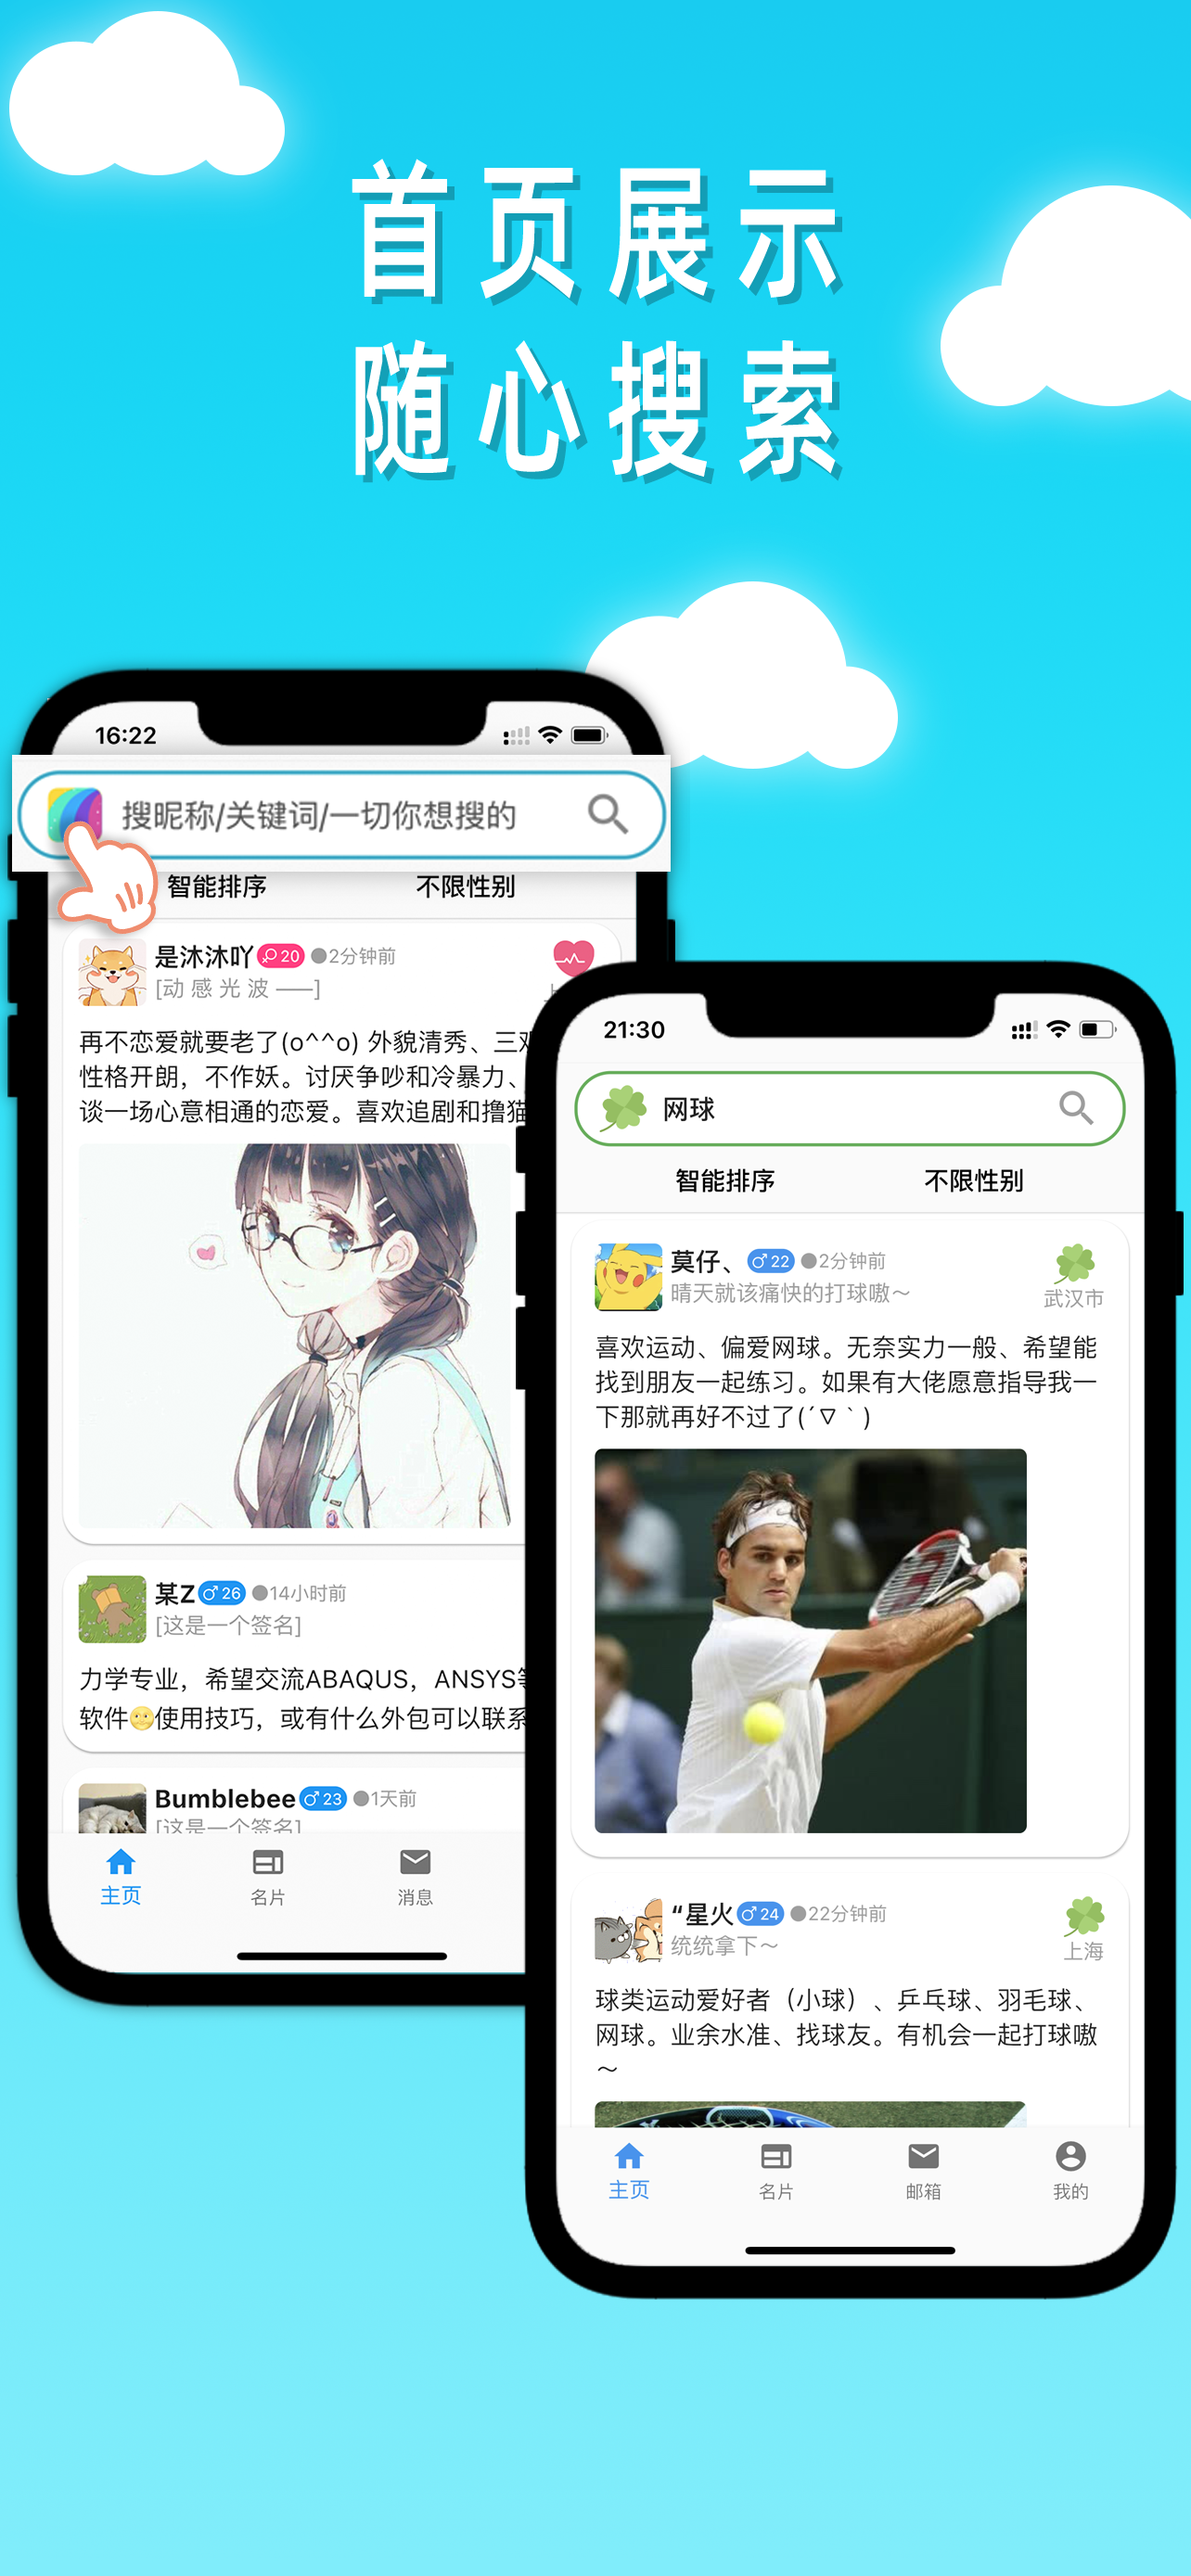 首页展示
随心搜索
16:22
搜昵称/关键词/一切你想搜的
智能排序 不限性别
是沐沐吖 20 2分钟前
[动 感 光 波 ——]
再不恋爱就要老了(o^^o) 外貌清秀、三
性格开朗，不作妖。讨厌争吵和冷暴力、
谈一场心意相通的恋爱。喜欢追剧和撸猫
某Z 26 14小时前
[这是一个签名]
力学专业，希望交流ABAQUS，ANSYS
软件🌝使用技巧，或有什么外包可以联系
Bumblebee 23 1天前
[这是一个签名]
主页 名片 消息
21:30
网球
智能排序 不限性别
莫仔、 22 2分钟前
晴天就该痛快的打球嗷～
武汉市
喜欢运动、偏爱网球。无奈实力一般、希望能
找到朋友一起练习。如果有大佬愿意指导我一
下那就再好不过了(´∇｀)
“星火 24 22分钟前
统统拿下～
上海
球类运动爱好者（小球）、乒乓球、羽毛球、
网球。业余水准、找球友。有机会一起打球嗷
～
主页 名片 邮箱 我的